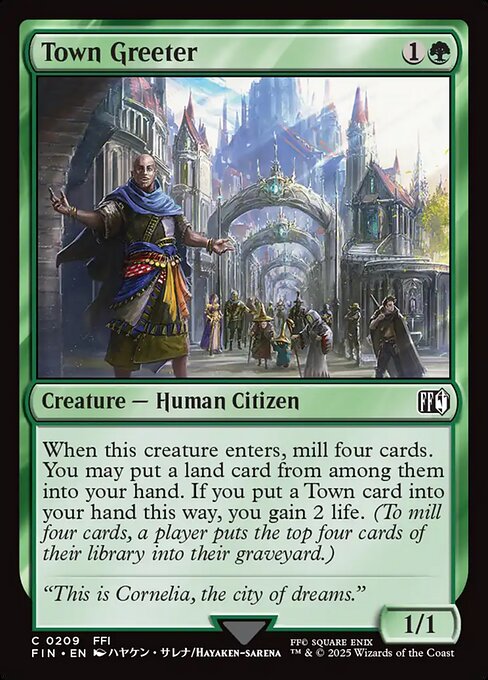 Town Greeter 1
Creature — Human Citizen
FFI
When this creature enters, mill four cards.
You may put a land card from among them
into your hand. If you put a Town card into
your hand this way, you gain 2 life. (To mill
four cards, a player puts the top four cards of
their library into their graveyard.)
“This is Cornelia, the city of dreams.”
1/1
C 0209 FFI
FIN • EN ハヤケン・サレナ/HAYAKEN-SARENA
FF© SQUARE ENIX
™ & © 2025 Wizards of the Coast